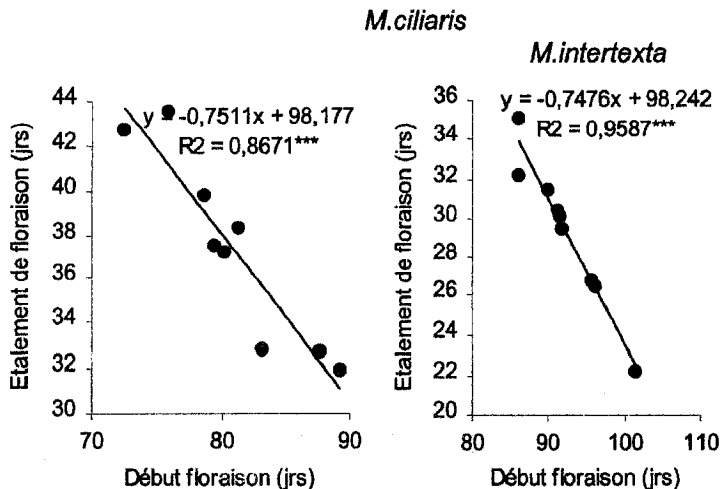 M.ciliaris
M.intertexta
Etalement de floraison (jrs)
44
42
40
38
36
34
32
30
y = -0,7511x + 98,177
R2 = 0,8671***
70
80
90
Début floraison (jrs)
Etalement de floraison (jrs)
36
34
32
30
28
26
24
22
20
y = -0,7476x + 98,242
R2 = 0,9587***
80
90
100
110
Début floraison (jrs)